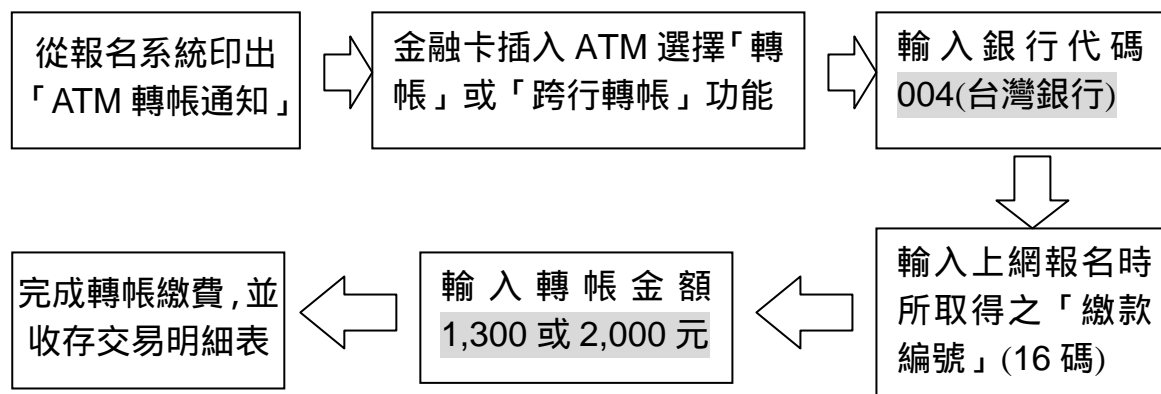 從報名系統印出
「ATM 轉帳通知」
金融卡插入 ATM 選擇「轉
帳」或「跨行轉帳」功能
輸入銀行代碼
004(台灣銀行)
輸入上網報名時
所取得之「繳款
編號」(16 碼)
輸入轉帳金額
1,300 或 2,000 元
完成轉帳繳費,並
收存交易明細表